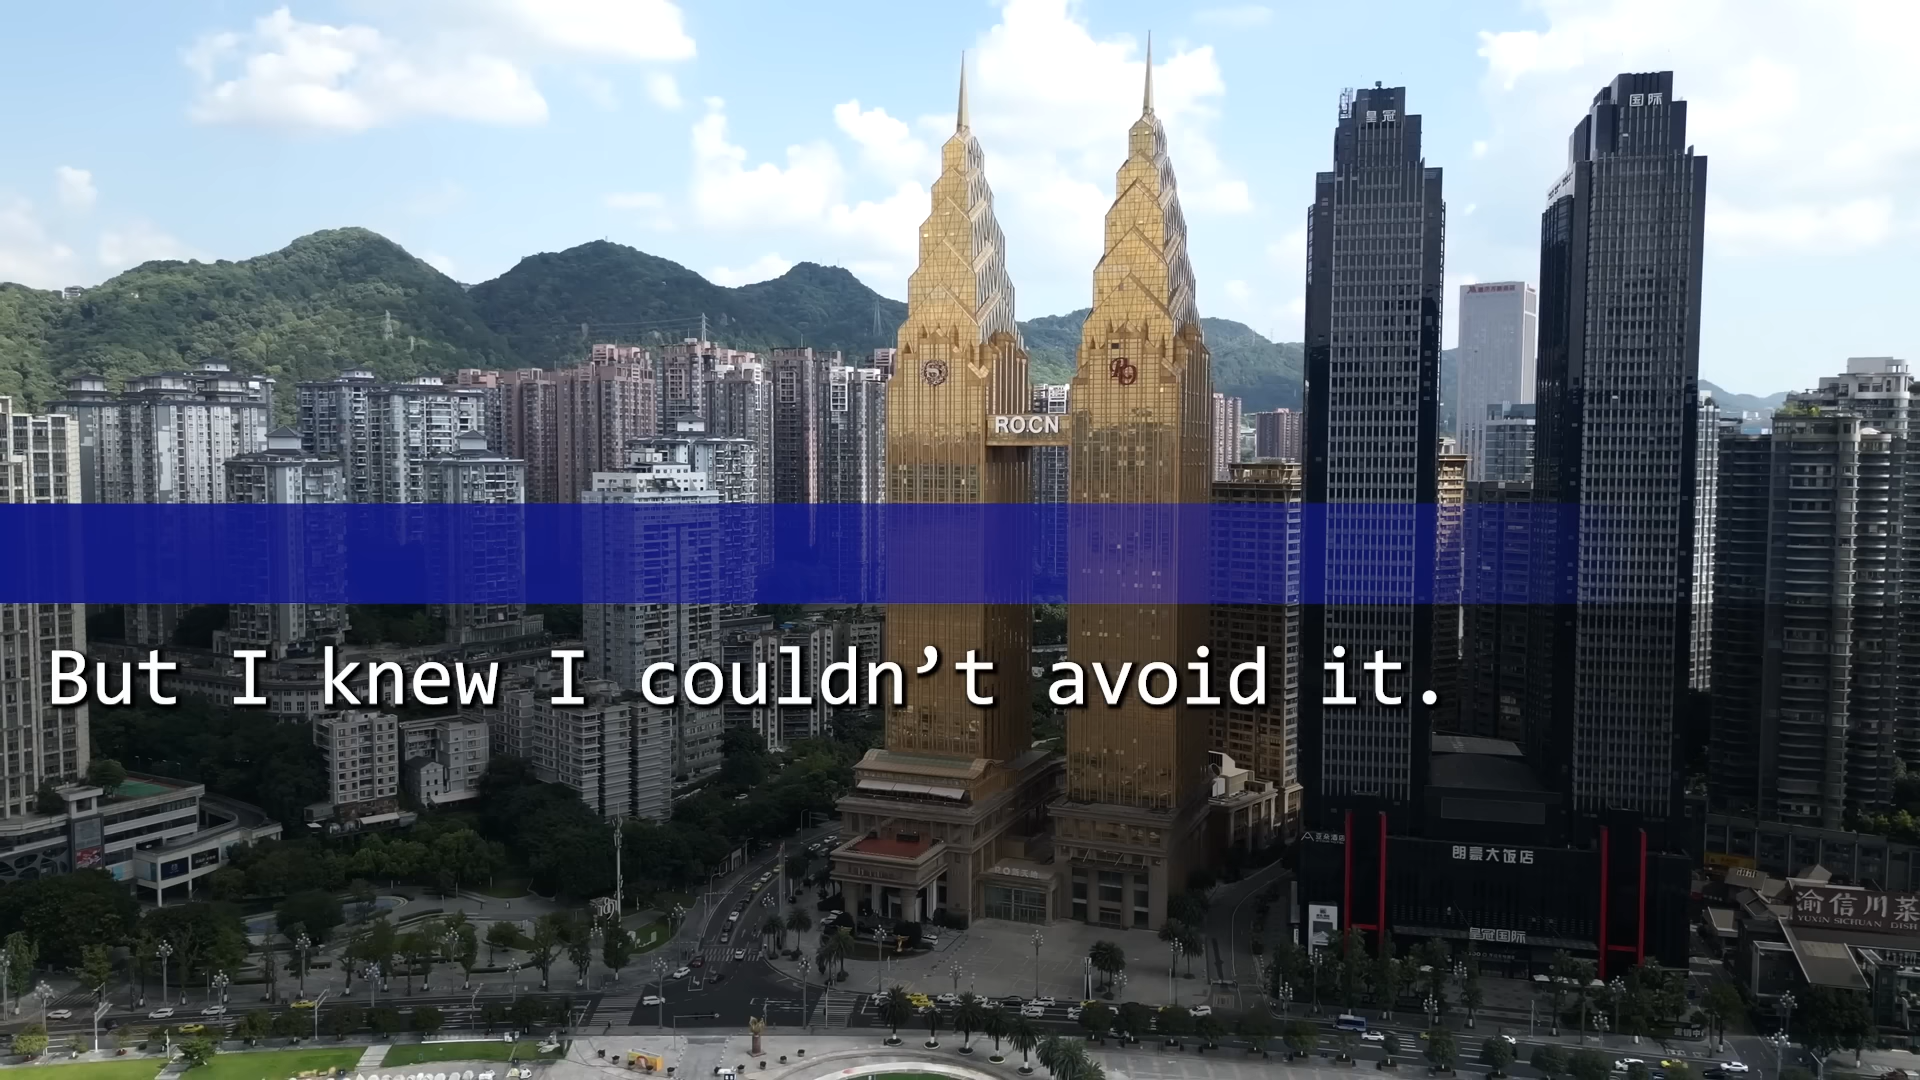 皇冠
国际
ROCN
But I knew I couldn’t avoid it.
朗豪大饭店
渝信川菜
YUXIN SICHUAN DISH
皇冠国际